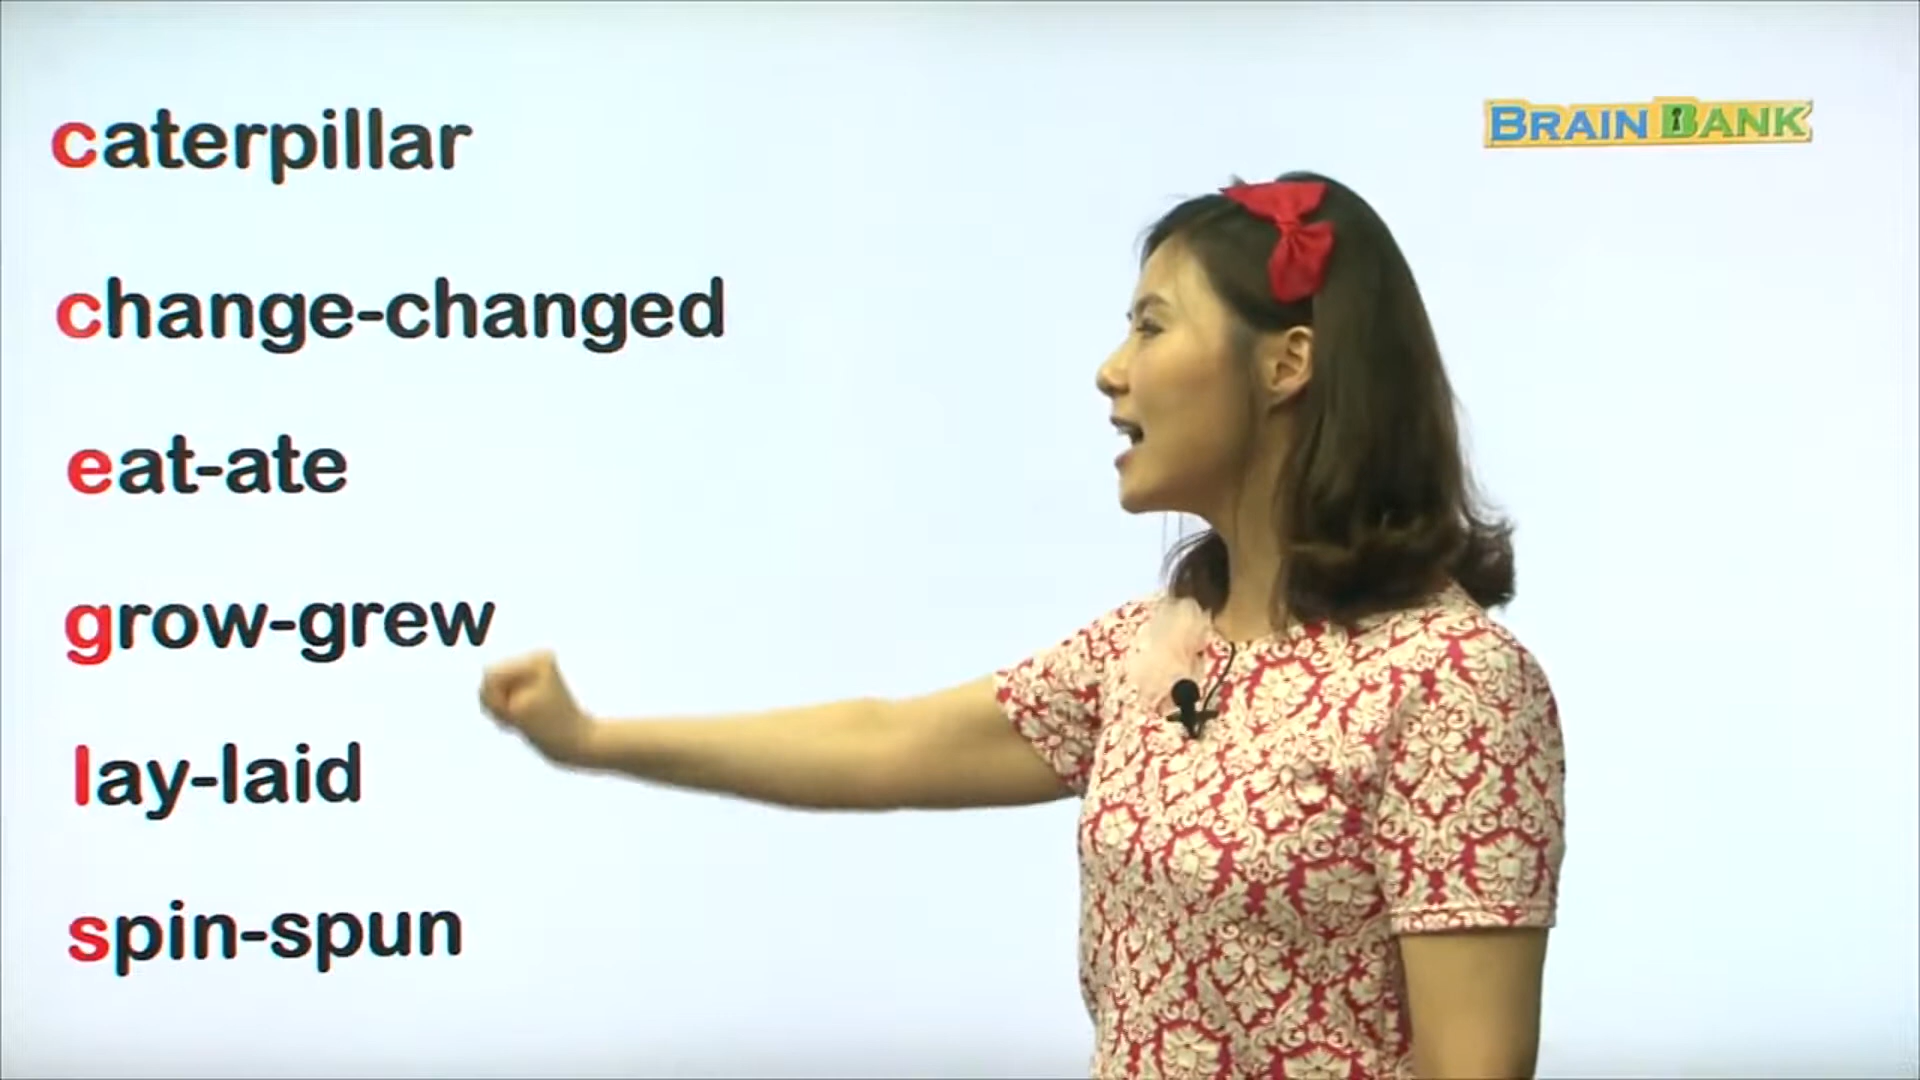 caterpillar
BRAIN BANK
change-changed
eat-ate
grow-grew
lay-laid
spin-spun